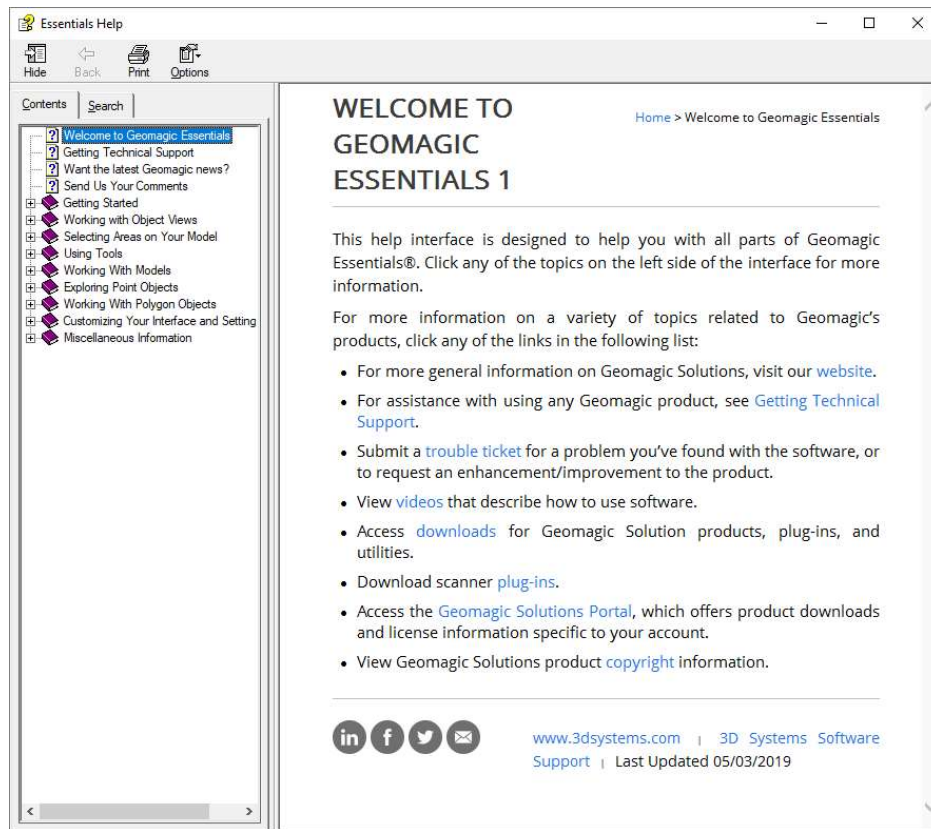 Essentials Help
Hide Back Print Options
Contents Search
Welcome to Geomagic Essentials
Getting Technical Support
Want the latest Geomagic news?
Send Us Your Comments
Getting Started
Working with Object Views
Selecting Areas on Your Model
Using Tools
Working With Models
Exploring Point Objects
Working With Polygon Objects
Customizing Your Interface and Setting
Miscellaneous Information
Home > Welcome to Geomagic Essentials
WELCOME TO
GEOMAGIC
ESSENTIALS 1
This help interface is designed to help you with all parts of Geomagic
Essentials®. Click any of the topics on the left side of the interface for more
information.
For more information on a variety of topics related to Geomagic's
products, click any of the links in the following list:
• For more general information on Geomagic Solutions, visit our website.
• For assistance with using any Geomagic product, see Getting Technical
Support.
• Submit a trouble ticket for a problem you've found with the software, or
to request an enhancement/improvement to the product.
• View videos that describe how to use software.
• Access downloads for Geomagic Solution products, plug-ins, and
utilities.
• Download scanner plug-ins.
• Access the Geomagic Solutions Portal, which offers product downloads
and license information specific to your account.
• View Geomagic Solutions product copyright information.
www.3dsystems.com | 3D Systems Software
Support | Last Updated 05/03/2019